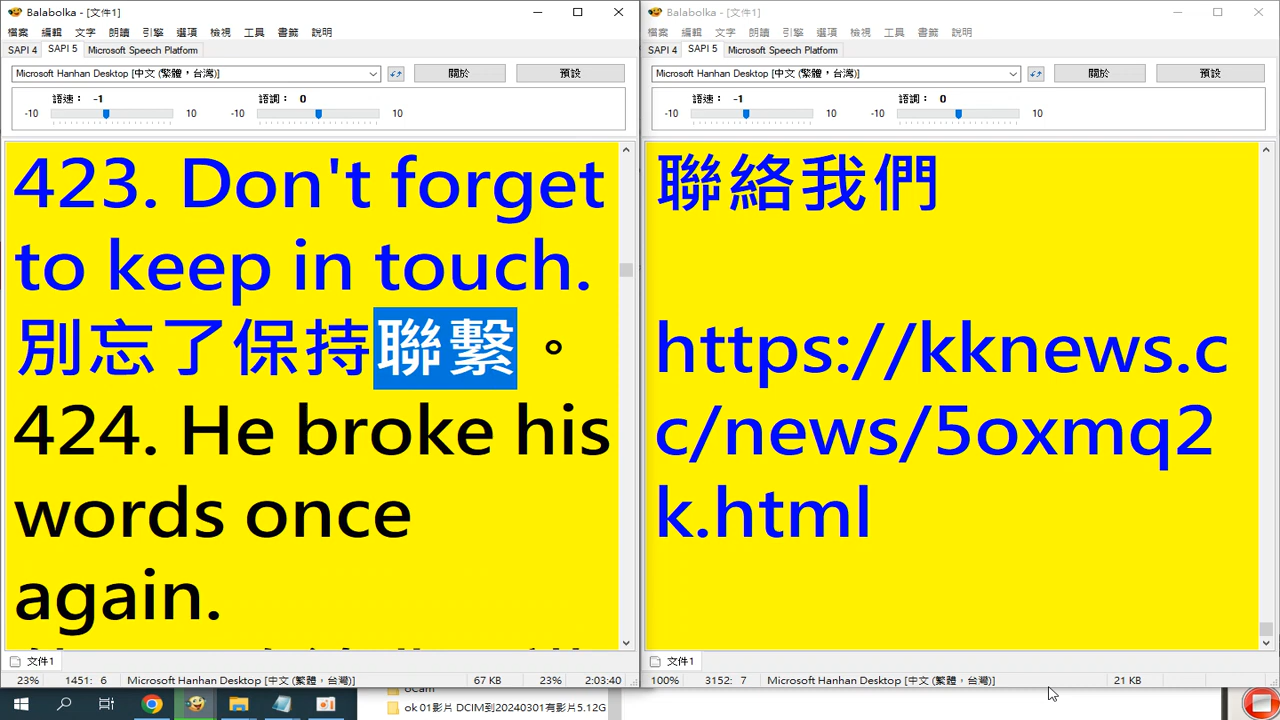 Balabolka - [文件1]
檔案 編輯 文字 朗讀 引擎 選項 檢視 工具 書籤 說明
SAPI 4 SAPI 5 Microsoft Speech Platform
Microsoft Hanhan Desktop [中文 (繁體，台灣)] 關於 預設
語速： -1 語調： 0
-10 10 -10 10
423. Don't forget
to keep in touch.
別忘了保持聯繫 。
424. He broke his
words once
again.
文件1
23% 1451: 6 Microsoft Hanhan Desktop [中文 (繁體，台灣)] 67 KB 23% 2:03:40
Balabolka - [文件1]
檔案 編輯 文字 朗讀 引擎 選項 檢視 工具 書籤 說明
SAPI 4 SAPI 5 Microsoft Speech Platform
Microsoft Hanhan Desktop [中文 (繁體，台灣)] 關於 預設
語速： -1 語調： 0
-10 10 -10 10
聯絡我們
https://kknews.c
c/news/5oxmq2
k.html
文件1
100% 3152: 7 Microsoft Hanhan Desktop [中文 (繁體，台灣)] 21 KB
ok 01影片 DCIM到20240301有影片5.12G